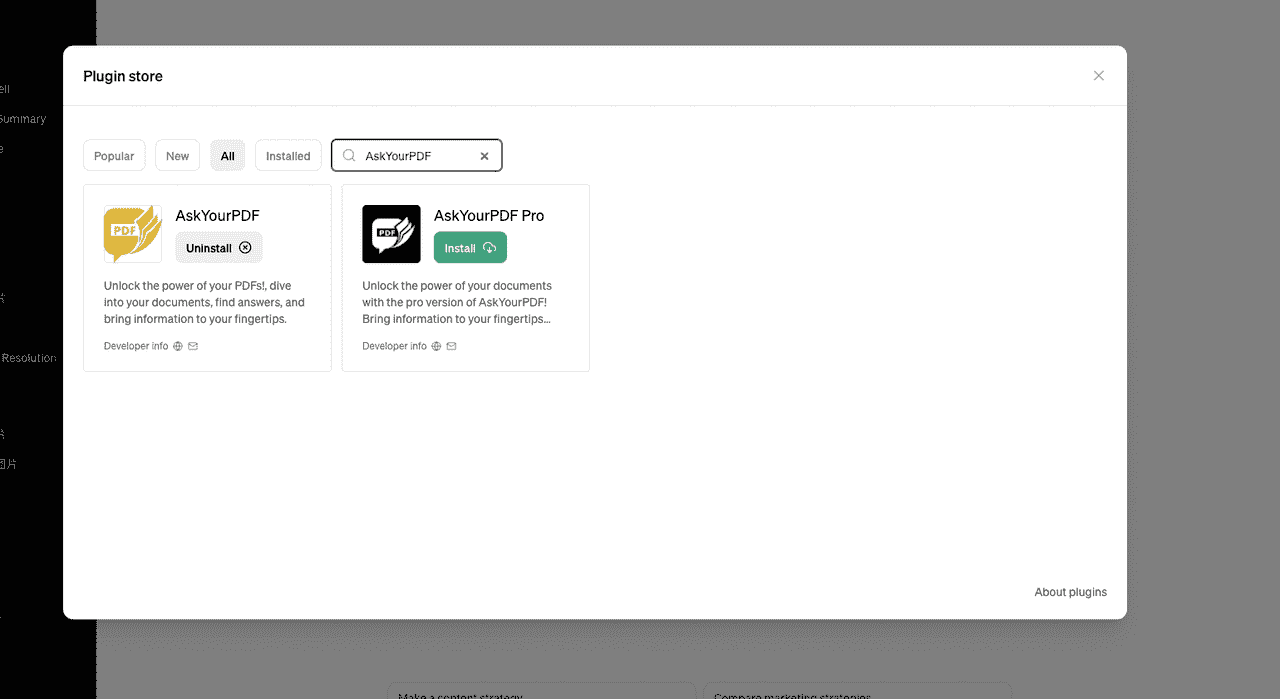 Plugin store
ell
Summary
e
Popular
New
All
Installed
AskYourPDF
PDF
AskYourPDF
Uninstall
Unlock the power of your PDFs!, dive
into your documents, find answers, and
bring information to your fingertips.
Developer info
PDF
AskYourPDF Pro
Install
Unlock the power of your documents
with the pro version of AskYourPDF!
Bring information to your fingertips...
Developer info
片
Resolution
图片
About plugins
Make a content strategy
Compare marketing strategies